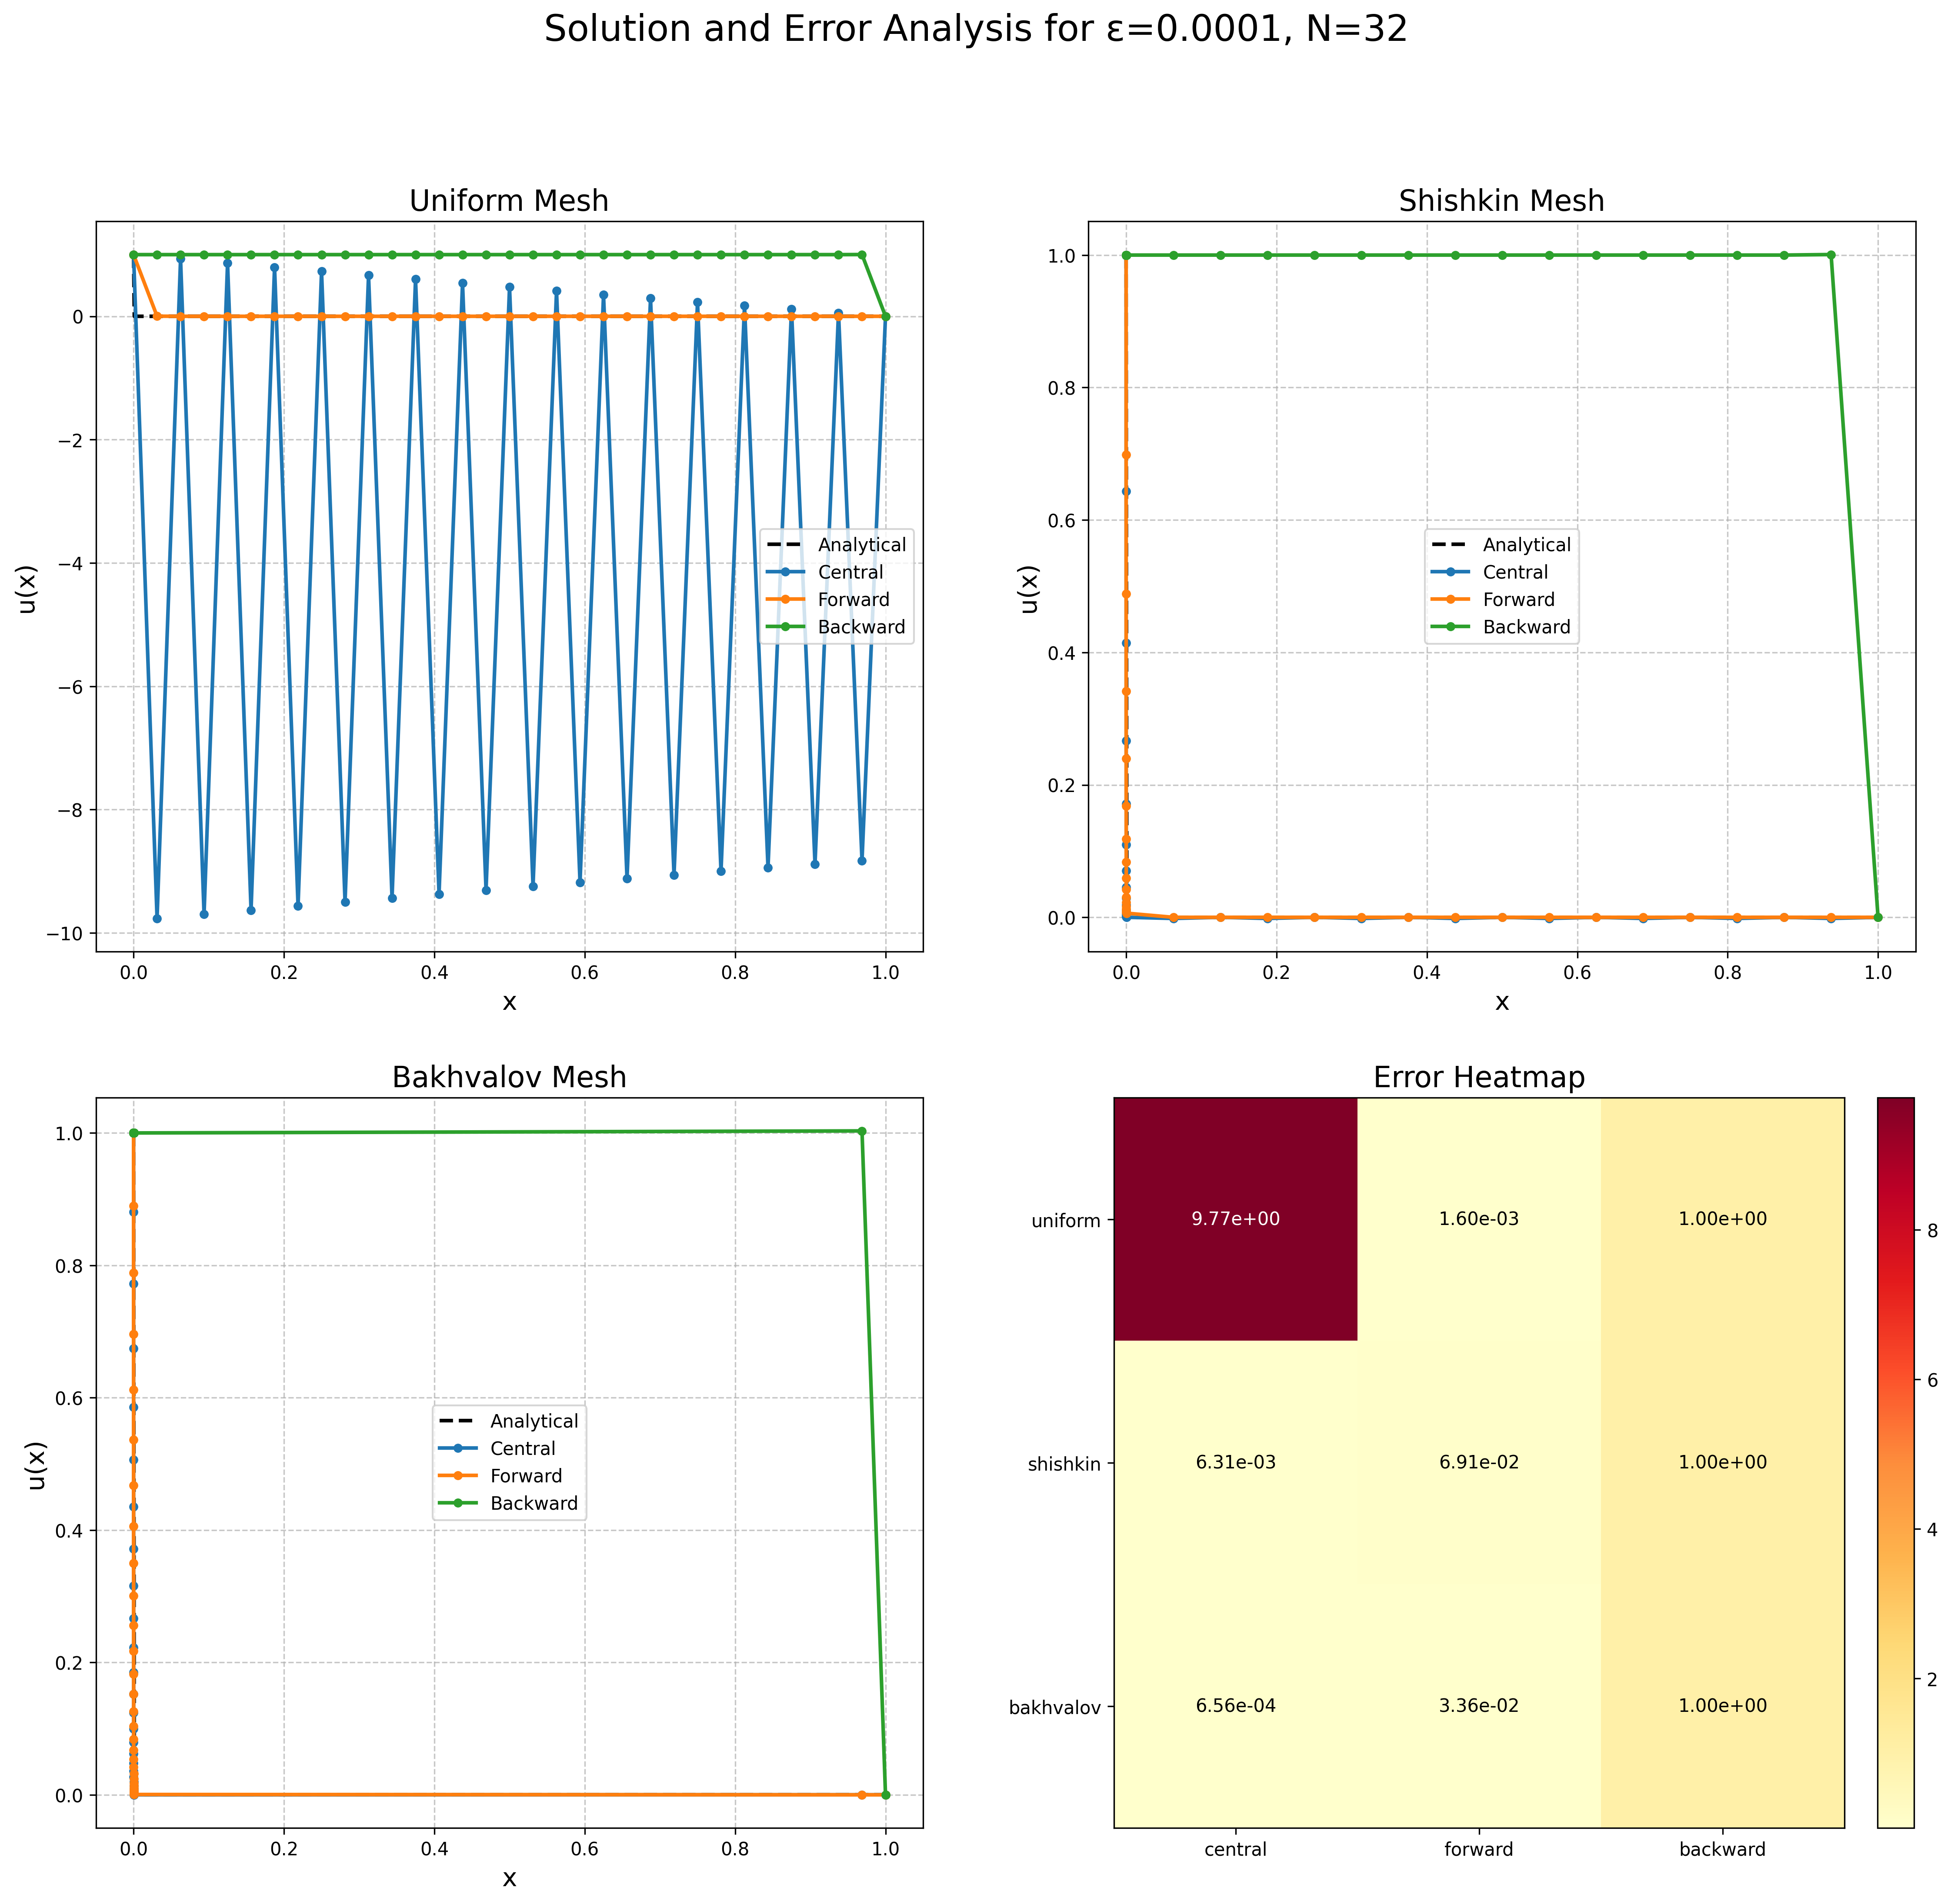 Solution and Error Analysis for ε=0.0001, N=32
Uniform Mesh
0
−2
−4
−6
−8
−10
u(x)
Analytical
Central
Forward
Backward
0.0 0.2 0.4 0.6 0.8 1.0
x
Shishkin Mesh
1.0
0.8
0.6
0.4
0.2
0.0
u(x)
Analytical
Central
Forward
Backward
0.0 0.2 0.4 0.6 0.8 1.0
x
Bakhvalov Mesh
1.0
0.8
0.6
0.4
0.2
0.0
u(x)
Analytical
Central
Forward
Backward
0.0 0.2 0.4 0.6 0.8 1.0
x
Error Heatmap
uniform 9.77e+00 1.60e-03 1.00e+00
shishkin 6.31e-03 6.91e-02 1.00e+00
bakhvalov 6.56e-04 3.36e-02 1.00e+00
central forward backward
8
6
4
2